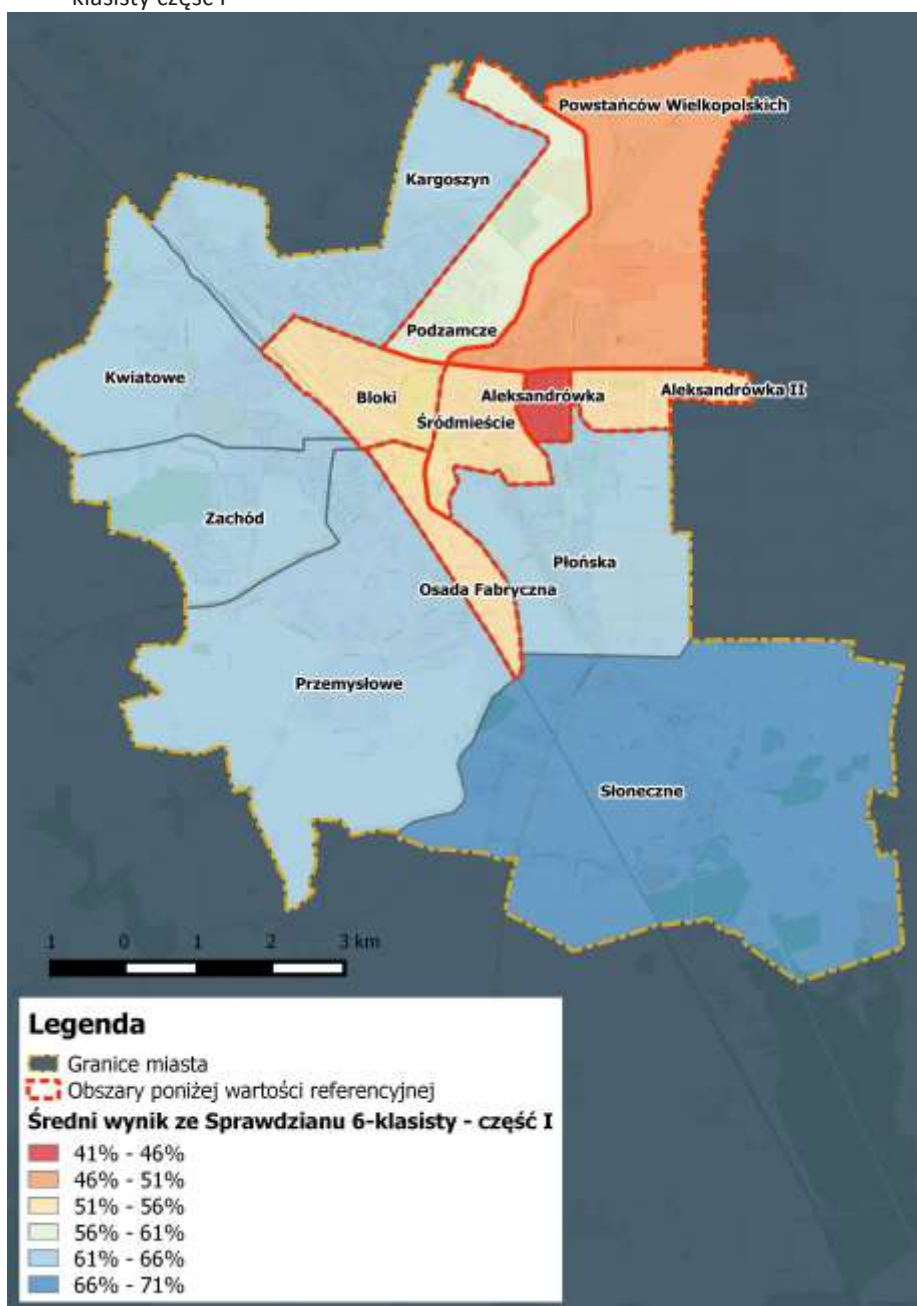 klasisty część I
Powstańców Wielkopolskich
Kargoszyn
Podzamcze
Kwiatowe
Bloki
Aleksandrówka
Aleksandrówka II
Śródmieście
Zachód
Płońska
Osada Fabryczna
Przemysłowe
Słoneczne
1 0 1 2 3 km
Legenda
Granice miasta
Obszary poniżej wartości referencyjnej
Średni wynik ze Sprawdzianu 6-klasisty - część I
41% - 46%
46% - 51%
51% - 56%
56% - 61%
61% - 66%
66% - 71%